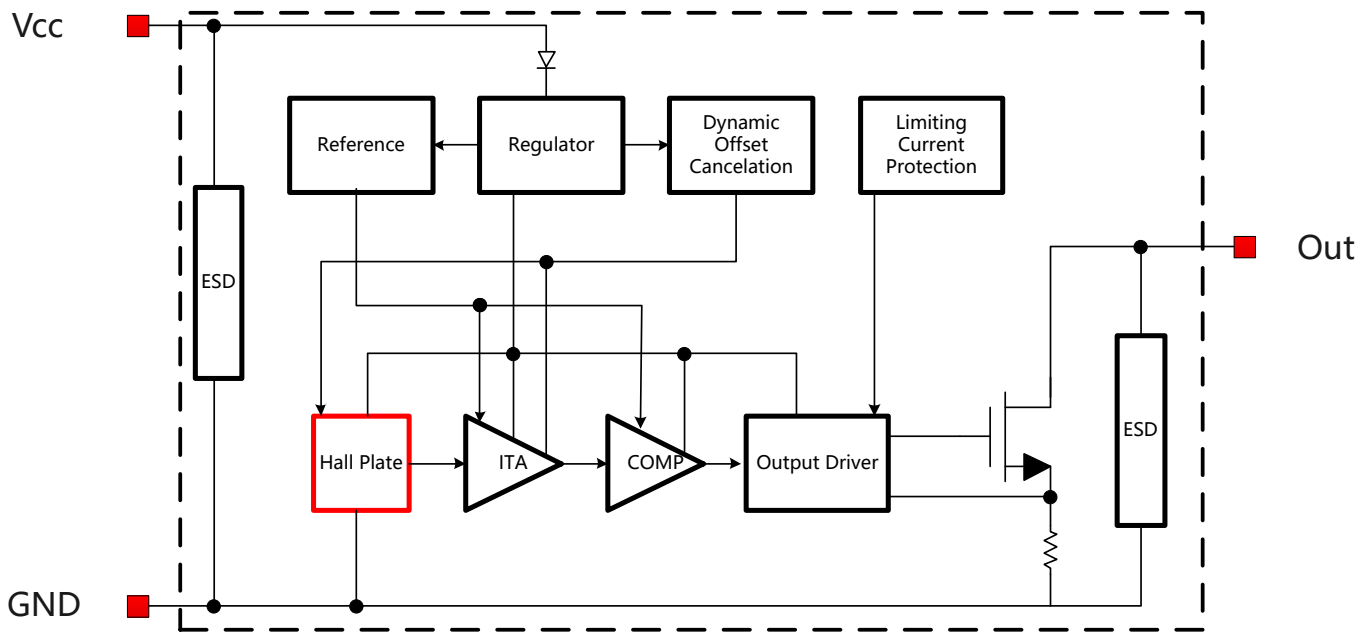 Vcc
Reference
Regulator
Dynamic
Offset
Cancelation
Limiting
Current
Protection
ESD
Out
Hall Plate
ITA
COMP
Output Driver
ESD
GND